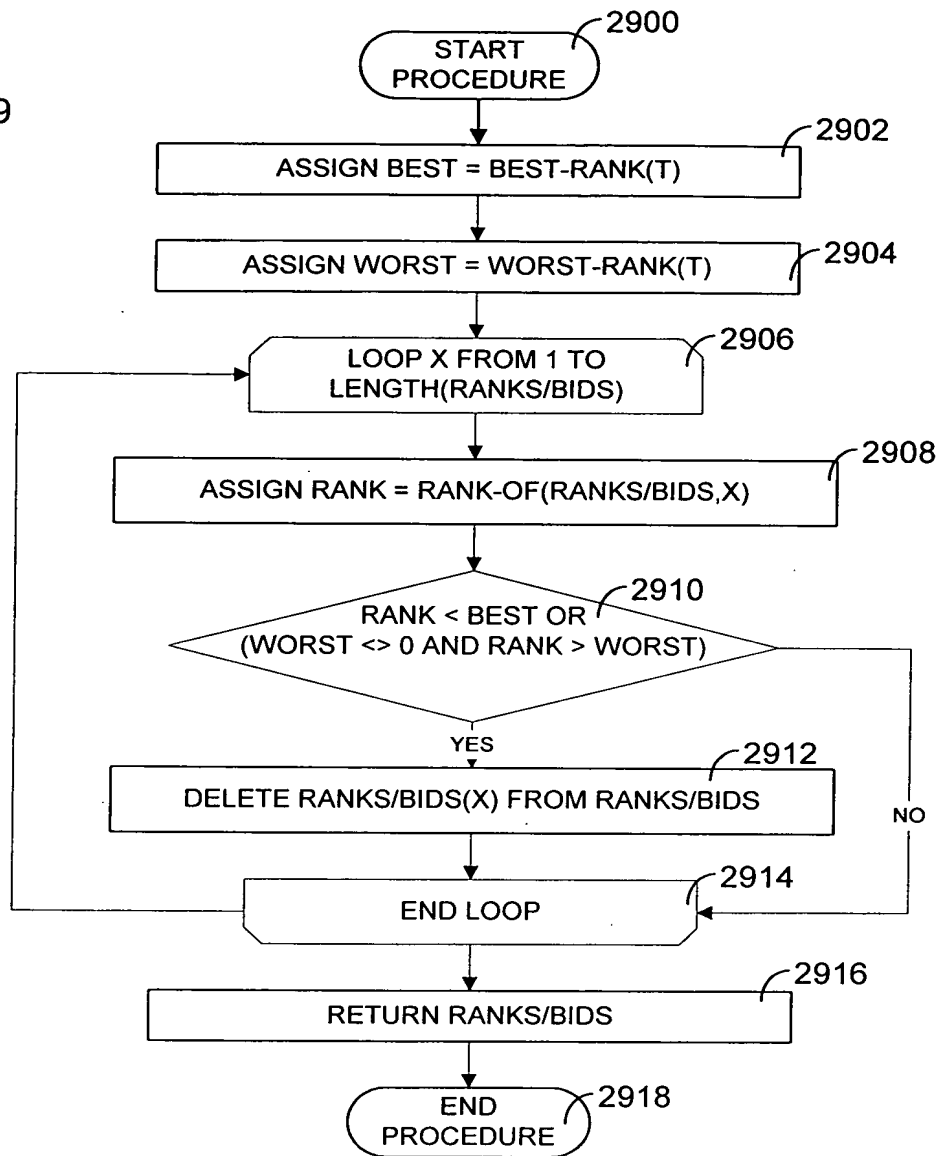 2900
START
PROCEDURE
9
2902
ASSIGN BEST = BEST-RANK(T)
ASSIGN WORST = WORST-RANK(T)
2904
2906
LOOP X FROM 1 TO
LENGTH(RANKS/BIDS)
2908
ASSIGN RANK = RANK-OF(RANKS/BIDS,X)
2910
RANK < BEST OR
(WORST <> 0 AND RANK > WORST)
YES
2912
DELETE RANKS/BIDS(X) FROM RANKS/BIDS
NO
2914
END LOOP
2916
RETURN RANKS/BIDS
END
PROCEDURE
2918